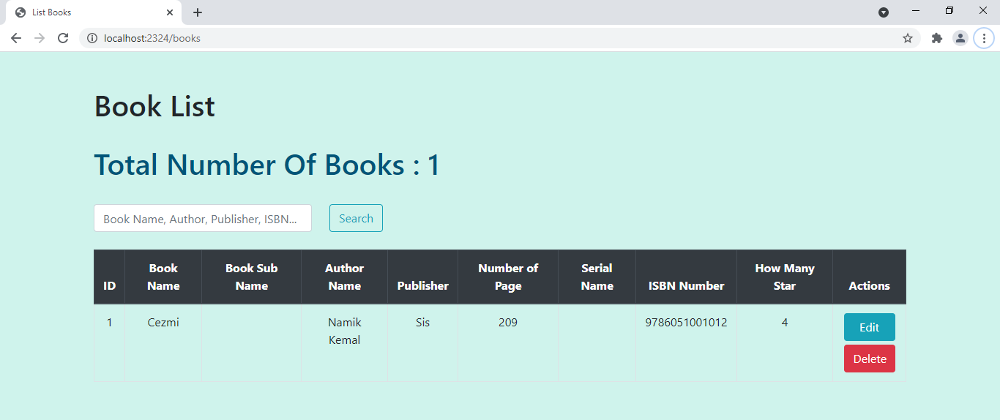 List Books
localhost:2324/books
Book List
Total Number Of Books : 1
Book Name, Author, Publisher, ISBN...
Search
ID
Book
Name
Book Sub
Name
Author
Name
Publisher
Number of
Page
Serial
Name
ISBN Number
How Many
Star
Actions
1
Cezmi
Namik
Kemal
Sis
209
9786051001012
4
Edit
Delete